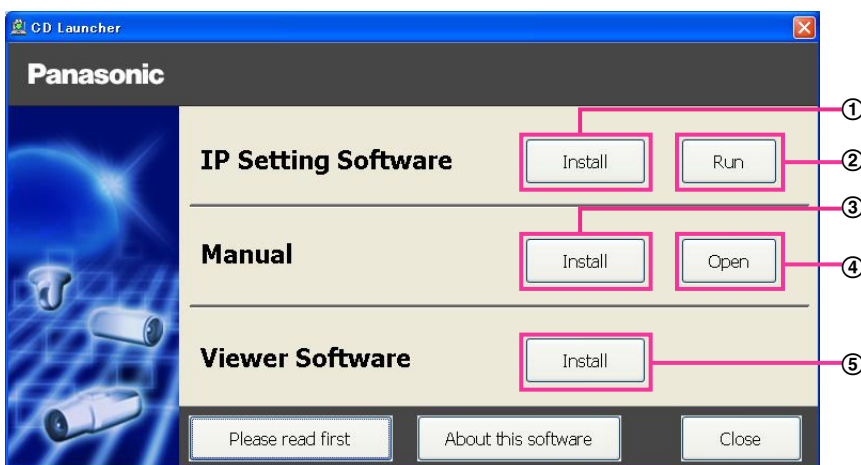 CD Launcher
Panasonic
①
IP Setting Software Install Run ②
③
Manual Install Open ④
Viewer Software Install ⑤
Please read first About this software Close